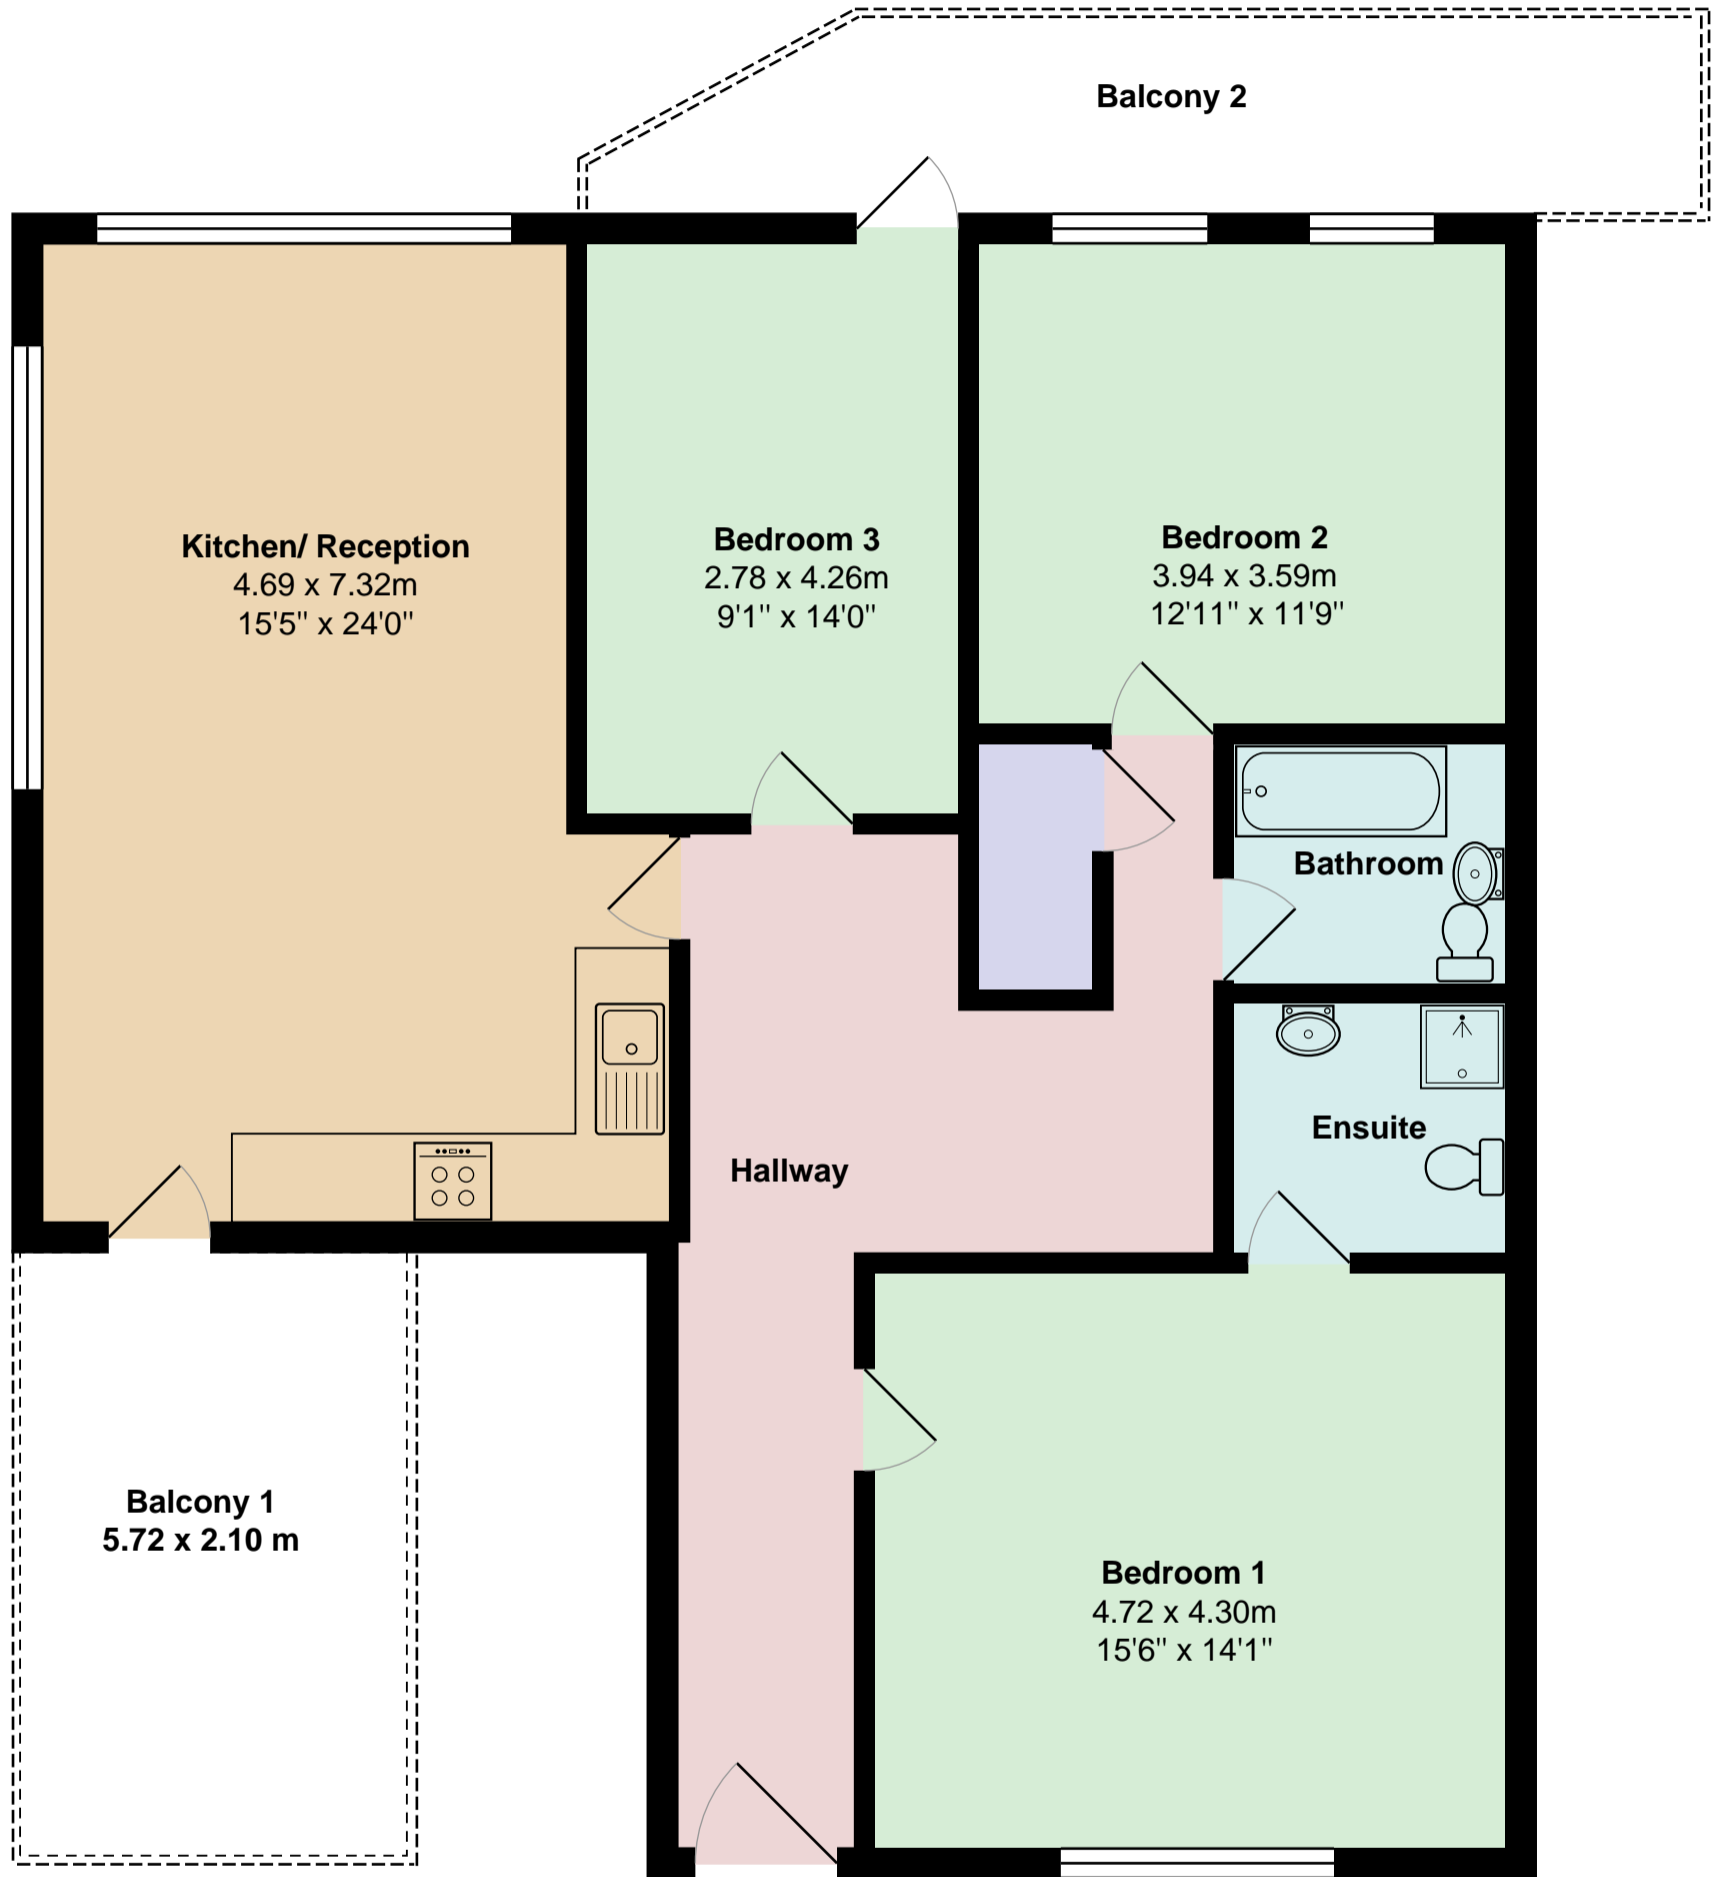 Balcony 2
Kitchen/ Reception
4.69 x 7.32m
15'5" x 24'0"
Bedroom 3
2.78 x 4.26m
9'1" x 14'0"
Bedroom 2
3.94 x 3.59m
12'11" x 11'9"
Bathroom
Ensuite
Hallway
Balcony 1
5.72 x 2.10 m
Bedroom 1
4.72 x 4.30m
15'6" x 14'1"